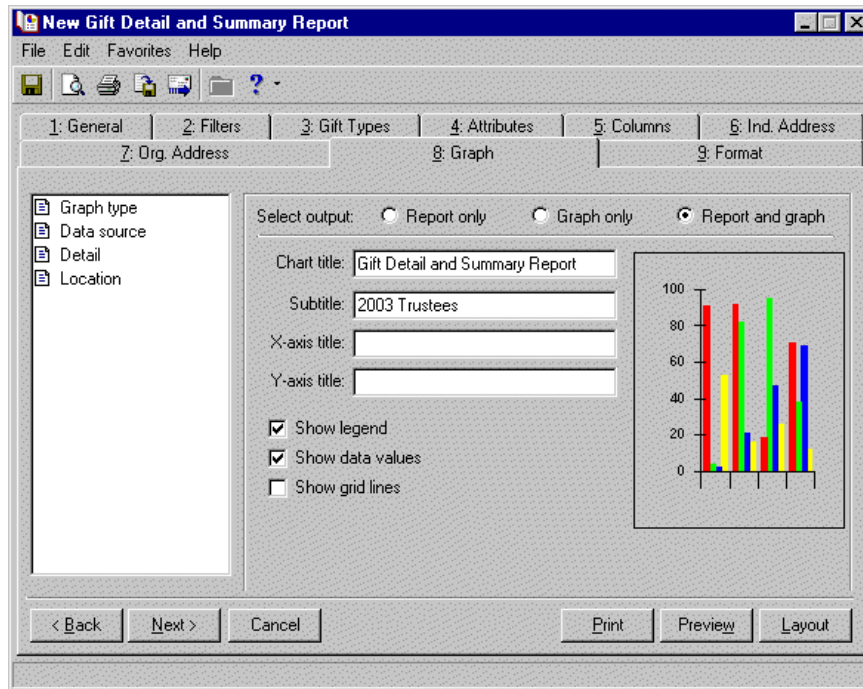 New Gift Detail and Summary Report
File Edit Favorites Help
?
1: General 2: Filters 3: Gift Types 4: Attributes 5: Columns 6: Ind. Address
7: Org. Address 8: Graph 9: Format
Graph type
Data source
Detail
Location
Select output: Report only Graph only Report and graph
Chart title: Gift Detail and Summary Report
Subtitle: 2003 Trustees
X-axis title:
Y-axis title:
Show legend
Show data values
Show grid lines
100
80
60
40
20
0
< Back Next > Cancel Print Preview Layout